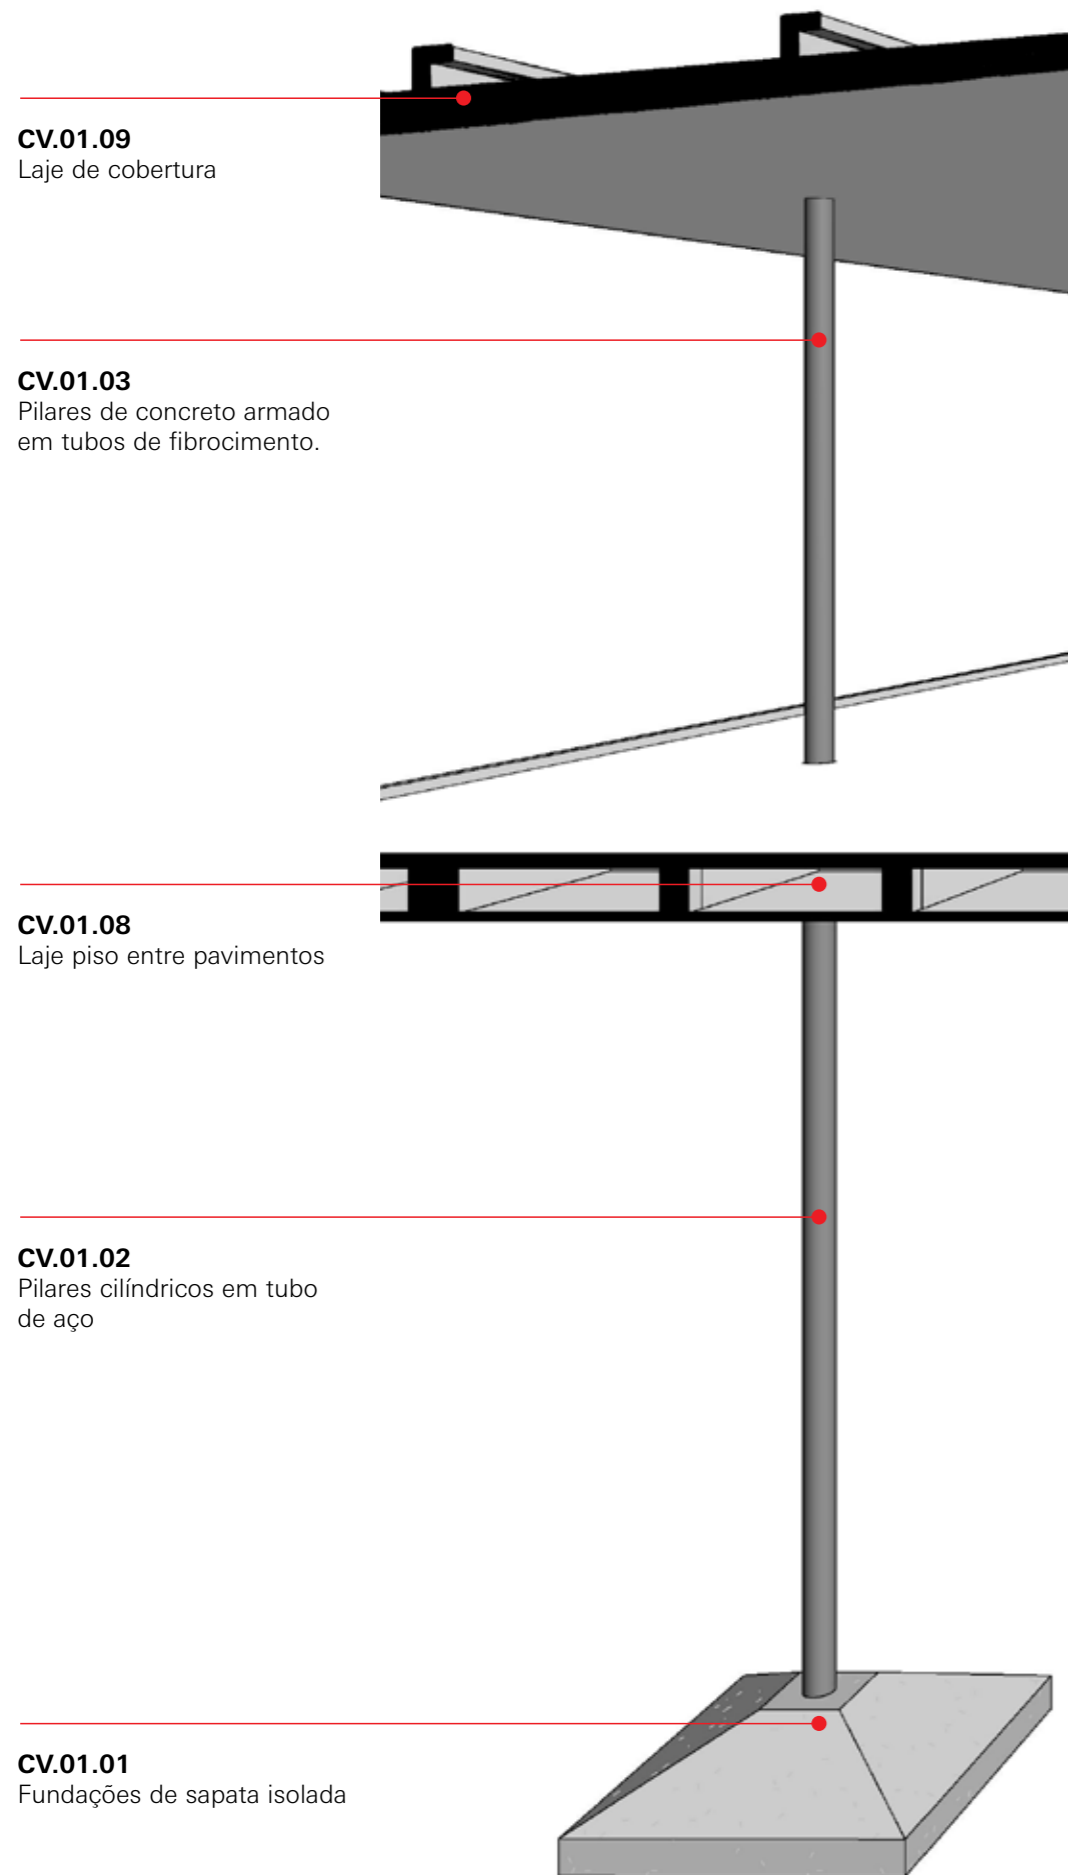 CV.01.09
Laje de cobertura
CV.01.03
Pilares de concreto armado
em tubos de fibrocimento.
CV.01.08
Laje piso entre pavimentos
CV.01.02
Pilares cilíndricos em tubo
de aço
CV.01.01
Fundações de sapata isolada